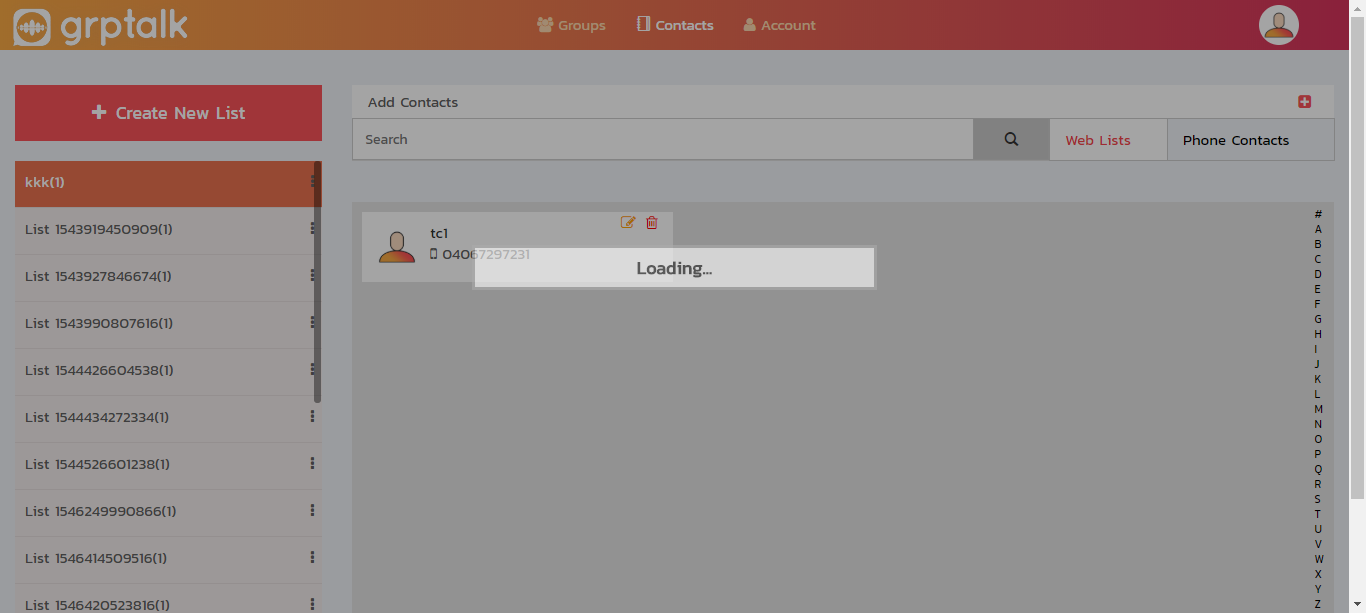 grptalk
Groups
Contacts
Account
Create New List
Add Contacts
Search
Web Lists
Phone Contacts
kkk(1)
List 1543919450909(1)
List 1543927846674(1)
List 1543990807616(1)
List 1544426604538(1)
List 1544434272334(1)
List 1544526601238(1)
List 1546249990866(1)
List 1546414509516(1)
List 1546420523816(1)
tc1
04067297231
Loading...
#
A
B
C
D
E
F
G
H
I
J
K
L
M
N
O
P
Q
R
S
T
U
V
W
X
Y
Z